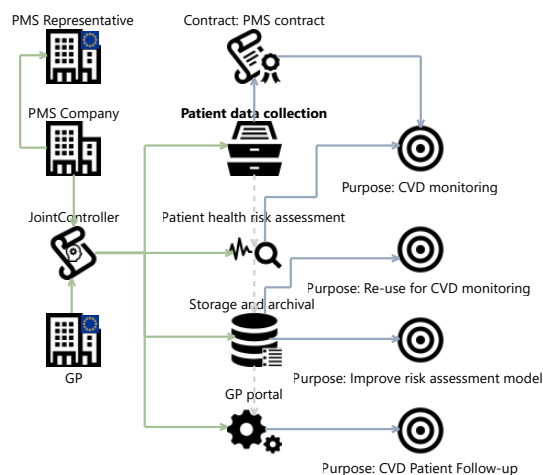 PMS Representative
Contract: PMS contract
PMS Company
Patient data collection
Purpose: CVD monitoring
JointController
Patient health risk assessment
Purpose: Re-use for CVD monitoring
Storage and archival
GP
Purpose: Improve risk assessment model
GP portal
Purpose: CVD Patient Follow-up